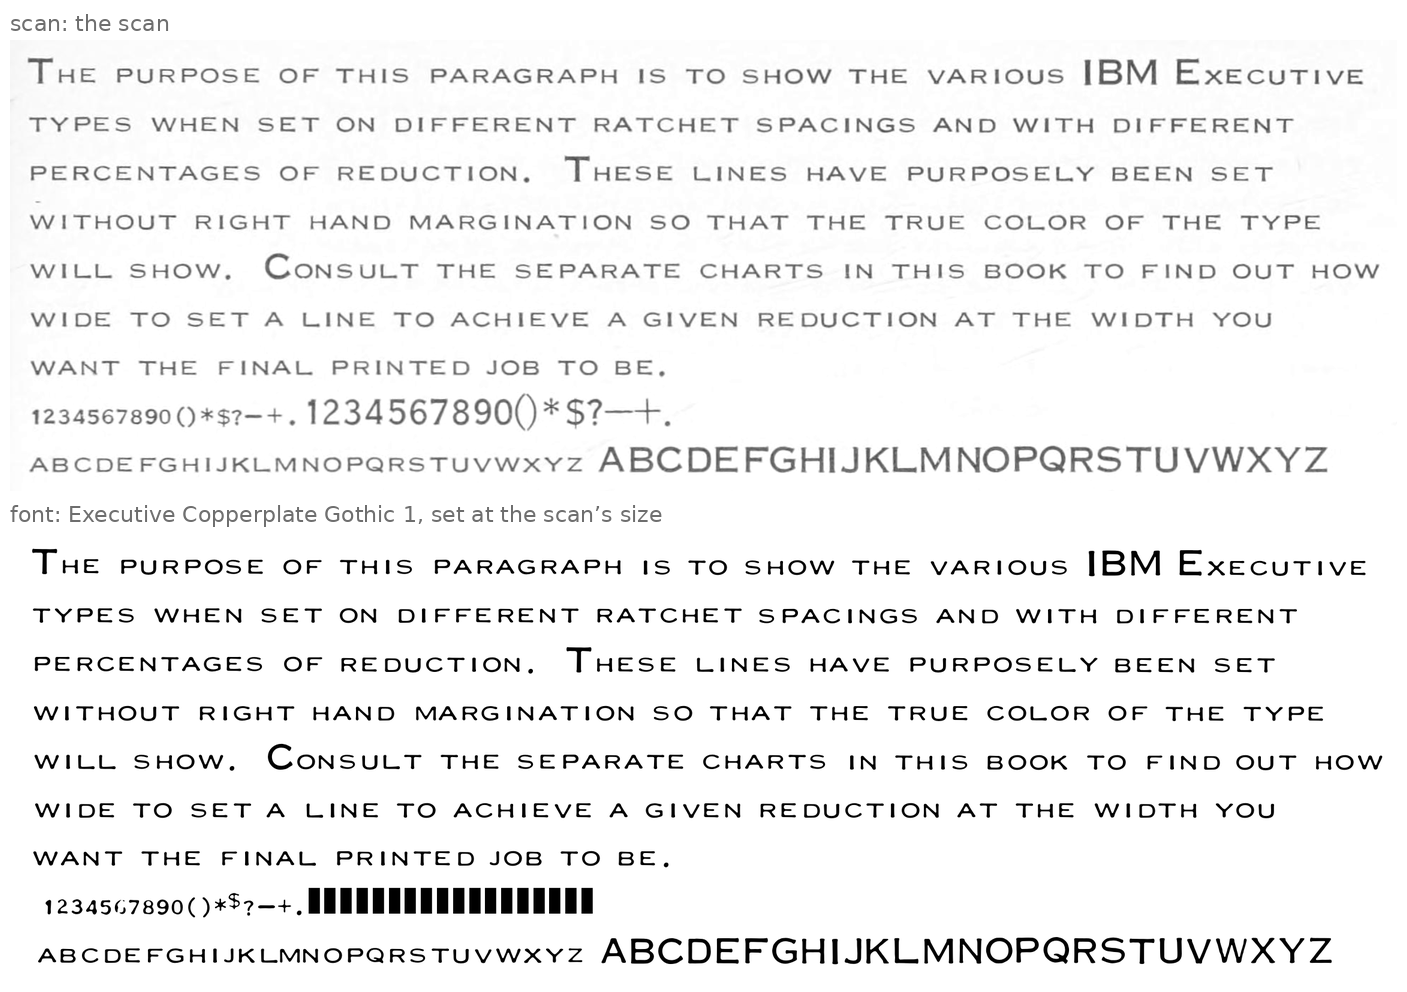 scan: the scan
The purpose of this paragraph is to show the various IBM Executive
types when set on different ratchet spacings and with different
percentages of reduction.  These lines have purposely been set
without right hand margination so that the true color of the type
will show.  Consult the separate charts in this book to find out how
wide to set a line to achieve a given reduction at the width you
want the final printed job to be.
1234567890()*$?—+. 1234567890()*$?—+.
abcdefghijklmnopqrstuvwxyz ABCDEFGHIJKLMNOPQRSTUVWXYZ
font: Executive Copperplate Gothic 1, set at the scan’s size
The purpose of this paragraph is to show the various IBM Executive
types when set on different ratchet spacings and with different
percentages of reduction.  These lines have purposely been set
without right hand margination so that the true color of the type
will show.  Consult the separate charts in this book to find out how
wide to set a line to achieve a given reduction at the width you
want the final printed job to be.
1234567890()*$?—+.
abcdefghijklmnopqrstuvwxyz ABCDEFGHIJKLMNOPQRSTUVWXYZ